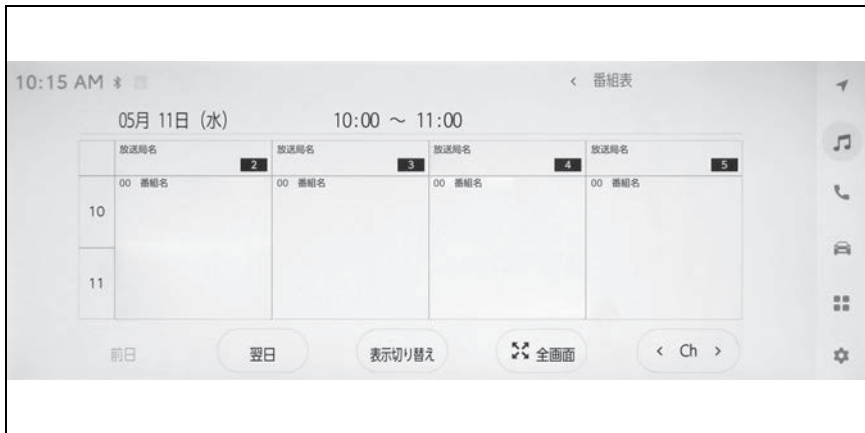 10:15 AM
< 番組表
05月 11日 (水) 10:00 ～ 11:00
放送局名 2 放送局名 3 放送局名 4 放送局名 5
00 番組名 00 番組名 00 番組名 00 番組名
10
11
前日 翌日 表示切り替え 全画面 < Ch >